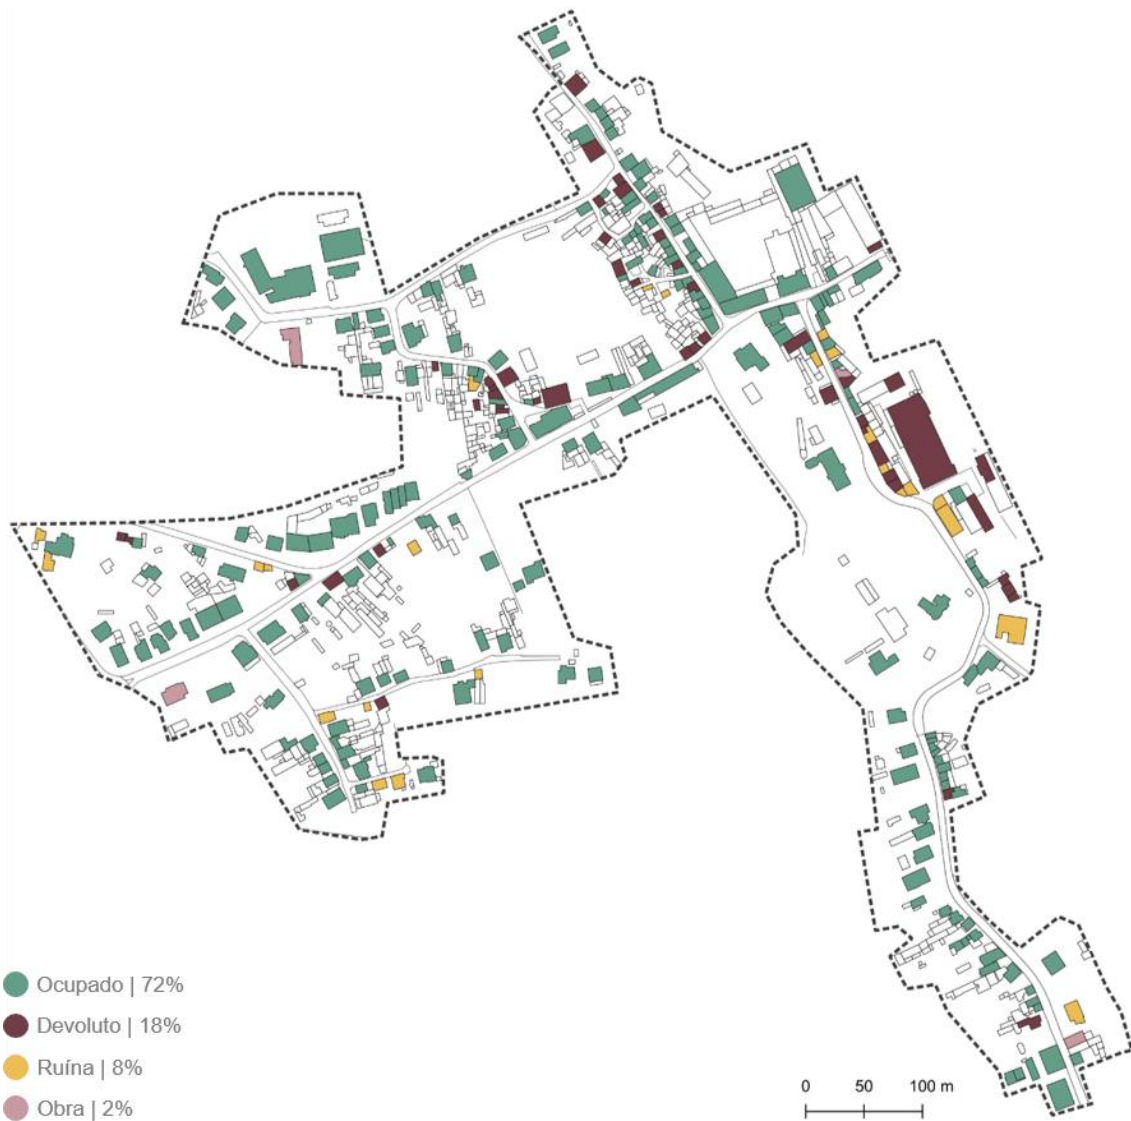 Ocupado | 72%
Devoluto | 18%
Ruína | 8%
Obra | 2%
0 50 100 m